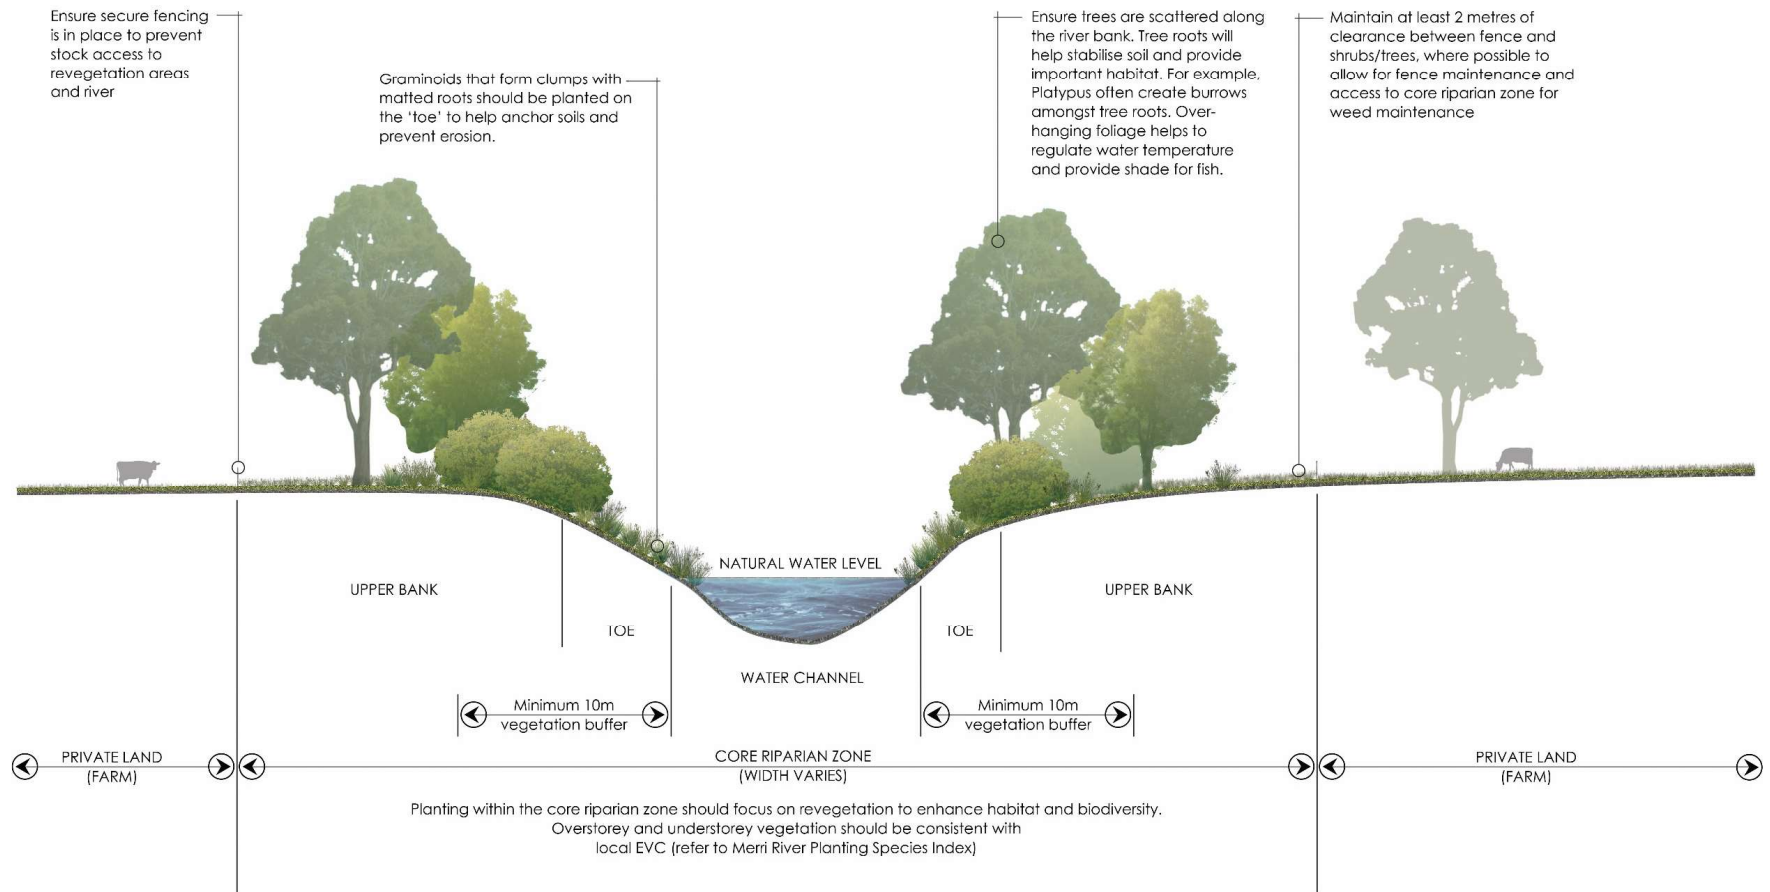 Ensure secure fencing
is in place to prevent
stock access to
revegetation areas
and river
Graminoids that form clumps with
matted roots should be planted on
the ‘toe’ to help anchor soils and
prevent erosion.
Ensure trees are scattered along
the river bank. Tree roots will
help stabilise soil and provide
important habitat. For example,
Platypus often create burrows
amongst tree roots. Over-
hanging foliage helps to
regulate water temperature
and provide shade for fish.
Maintain at least 2 metres of
clearance between fence and
shrubs/trees, where possible to
allow for fence maintenance and
access to core riparian zone for
weed maintenance
NATURAL WATER LEVEL
UPPER BANK
UPPER BANK
TOE
TOE
WATER CHANNEL
Minimum 10m
vegetation buffer
Minimum 10m
vegetation buffer
PRIVATE LAND
(FARM)
CORE RIPARIAN ZONE
(WIDTH VARIES)
PRIVATE LAND
(FARM)
Planting within the core riparian zone should focus on revegetation to enhance habitat and biodiversity.
Overstorey and understorey vegetation should be consistent with
local EVC (refer to Merri River Planting Species Index)